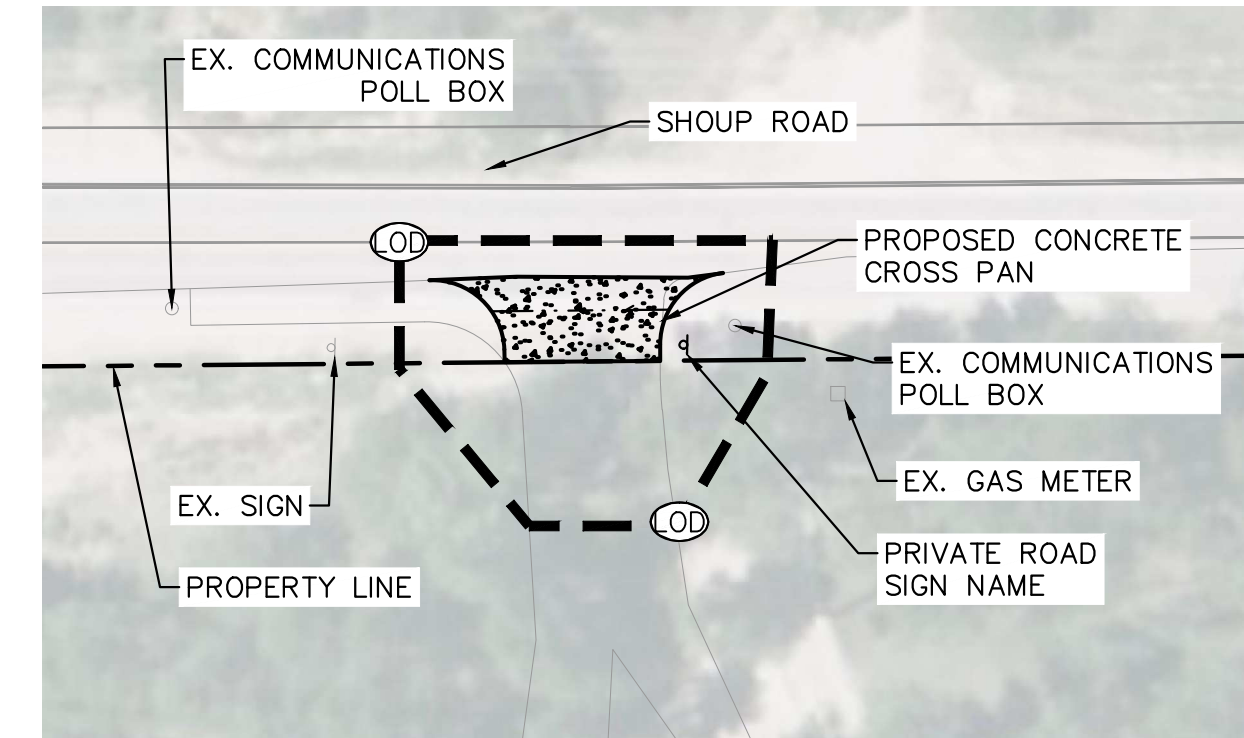 EX. COMMUNICATIONS
POLL BOX
SHOUP ROAD
LOD
PROPOSED CONCRETE
CROSS PAN
EX. COMMUNICATIONS
POLL BOX
EX. GAS METER
EX. SIGN
LOD
PRIVATE ROAD
SIGN NAME
PROPERTY LINE